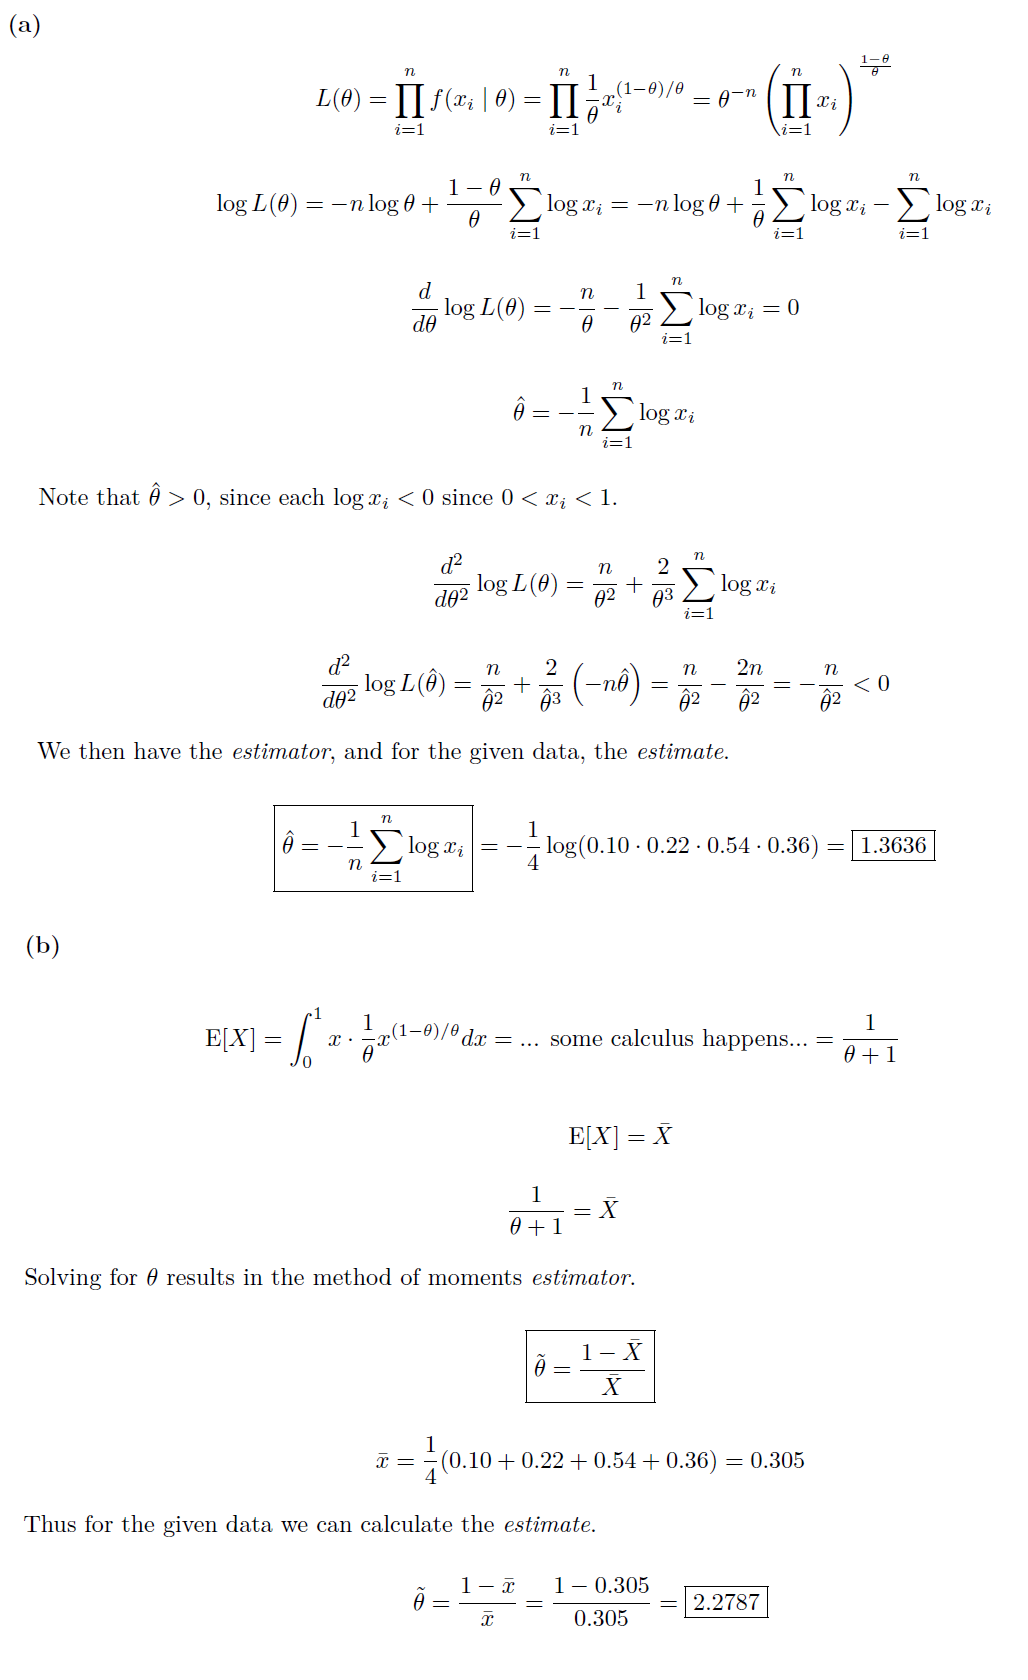 (a)
$$L(\theta) = \prod_{i=1}^{n} f(x_i \mid \theta) = \prod_{i=1}^{n} \frac{1}{\theta} x_i^{(1-\theta)/\theta} = \theta^{-n} \left( \prod_{i=1}^{n} x_i \right)^{\frac{1-\theta}{\theta}}$$
$$\log L(\theta) = -n \log \theta + \frac{1-\theta}{\theta} \sum_{i=1}^{n} \log x_i = -n \log \theta + \frac{1}{\theta} \sum_{i=1}^{n} \log x_i - \sum_{i=1}^{n} \log x_i$$
$$\frac{d}{d\theta} \log L(\theta) = -\frac{n}{\theta} - \frac{1}{\theta^2} \sum_{i=1}^{n} \log x_i = 0$$
$$\hat{\theta} = -\frac{1}{n} \sum_{i=1}^{n} \log x_i$$
Note that $\hat{\theta} > 0$, since each $\log x_i < 0$ since $0 < x_i < 1$.
$$\frac{d^2}{d\theta^2} \log L(\theta) = \frac{n}{\theta^2} + \frac{2}{\theta^3} \sum_{i=1}^{n} \log x_i$$
$$\frac{d^2}{d\theta^2} \log L(\hat{\theta}) = \frac{n}{\hat{\theta}^2} + \frac{2}{\hat{\theta}^3} \left( -n\hat{\theta} \right) = \frac{n}{\hat{\theta}^2} - \frac{2n}{\hat{\theta}^2} = -\frac{n}{\hat{\theta}^2} < 0$$
We then have the estimator, and for the given data, the estimate.
$$\boxed{\hat{\theta} = -\frac{1}{n} \sum_{i=1}^{n} \log x_i} = -\frac{1}{4} \log(0.10 \cdot 0.22 \cdot 0.54 \cdot 0.36) = \boxed{1.3636}$$
(b)
$$\mathrm{E}[X] = \int_0^1 x \cdot \frac{1}{\theta} x^{(1-\theta)/\theta} dx = \text{... some calculus happens...} = \frac{1}{\theta + 1}$$
$$\mathrm{E}[X] = \bar{X}$$
$$\frac{1}{\theta + 1} = \bar{X}$$
Solving for $\theta$ results in the method of moments estimator.
$$\boxed{\tilde{\theta} = \frac{1 - \bar{X}}{\bar{X}}}$$
$$\bar{x} = \frac{1}{4}(0.10 + 0.22 + 0.54 + 0.36) = 0.305$$
Thus for the given data we can calculate the estimate.
$$\tilde{\theta} = \frac{1 - \bar{x}}{\bar{x}} = \frac{1 - 0.305}{0.305} = \boxed{2.2787}$$